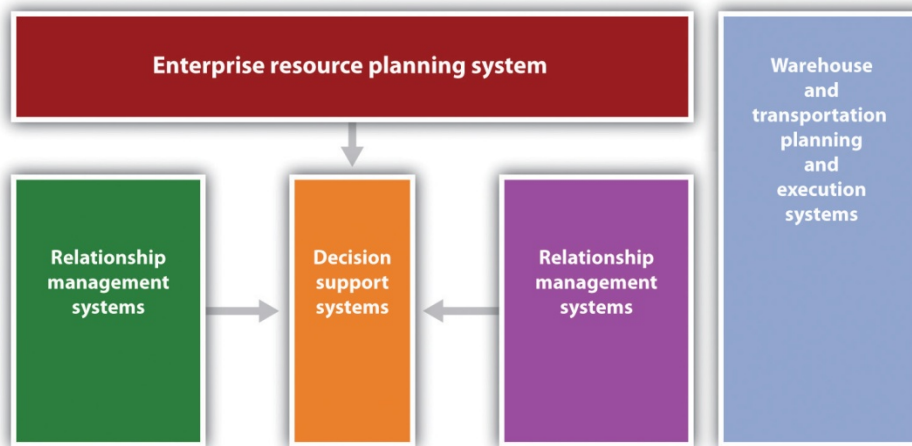 Enterprise resource planning system
Warehouse
and
transportation
planning
and
execution
systems
Relationship
management
systems
Decision
support
systems
Relationship
management
systems